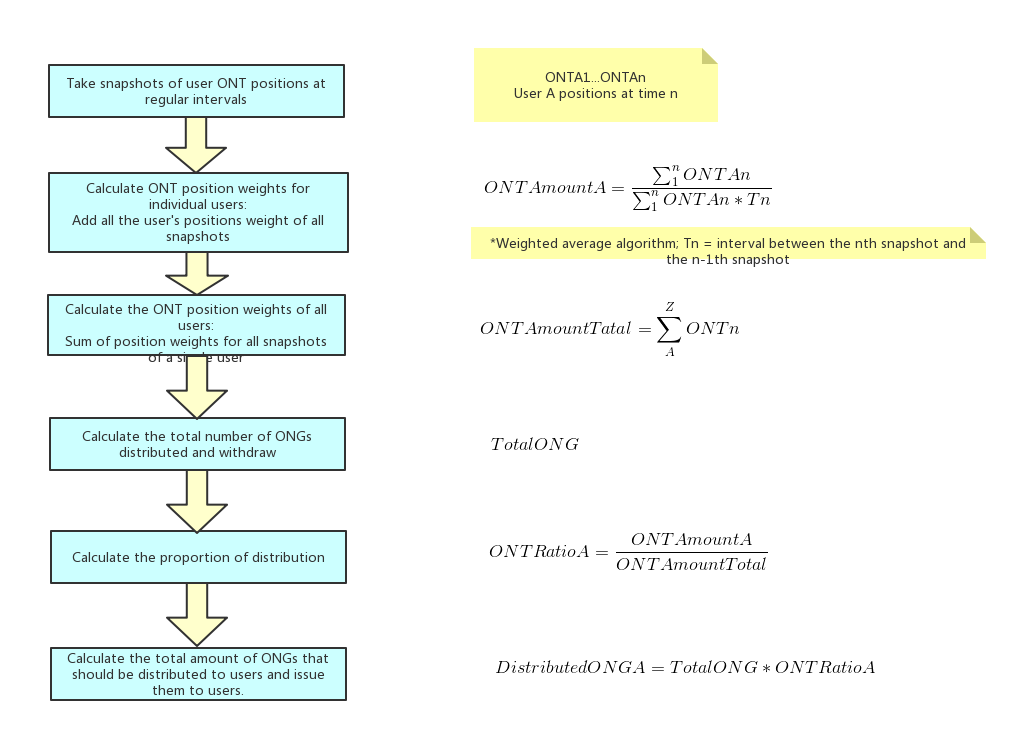 Take snapshots of user ONT positions at
regular intervals
ONTA1...ONTAn
User A positions at time n
Calculate ONT position weights for
individual users:
Add all the user's positions weight of all
snapshots
ONTAmountA = \frac{\sum_1^n ONTAn}{\sum_1^n ONTAn * Tn}
*Weighted average algorithm; Tn = interval between the nth snapshot and
the n-1th snapshot
Calculate the ONT position weights of all
users:
Sum of position weights for all snapshots
of a single user
ONTAmountTatal = \sum_A^Z ONTn
Calculate the total number of ONGs
distributed and withdraw
TotalONG
Calculate the proportion of distribution
ONTRatioA = \frac{ONTAmountA}{ONTAmountTotal}
Calculate the total amount of ONGs that
should be distributed to users and issue
them to users.
DistributedONGA = TotalONG * ONTRatioA